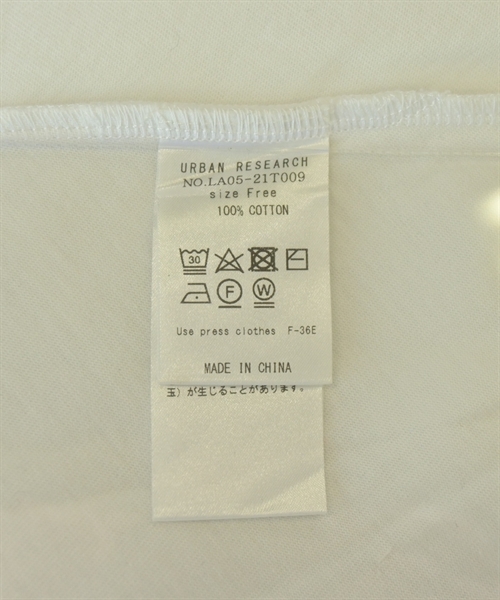 URBAN RESEARCH
NO.LA05-21T009
size Free
100% COTTON
30
F W
Use press clothes F-36E
MADE IN CHINA
玉）が生じることがあります。